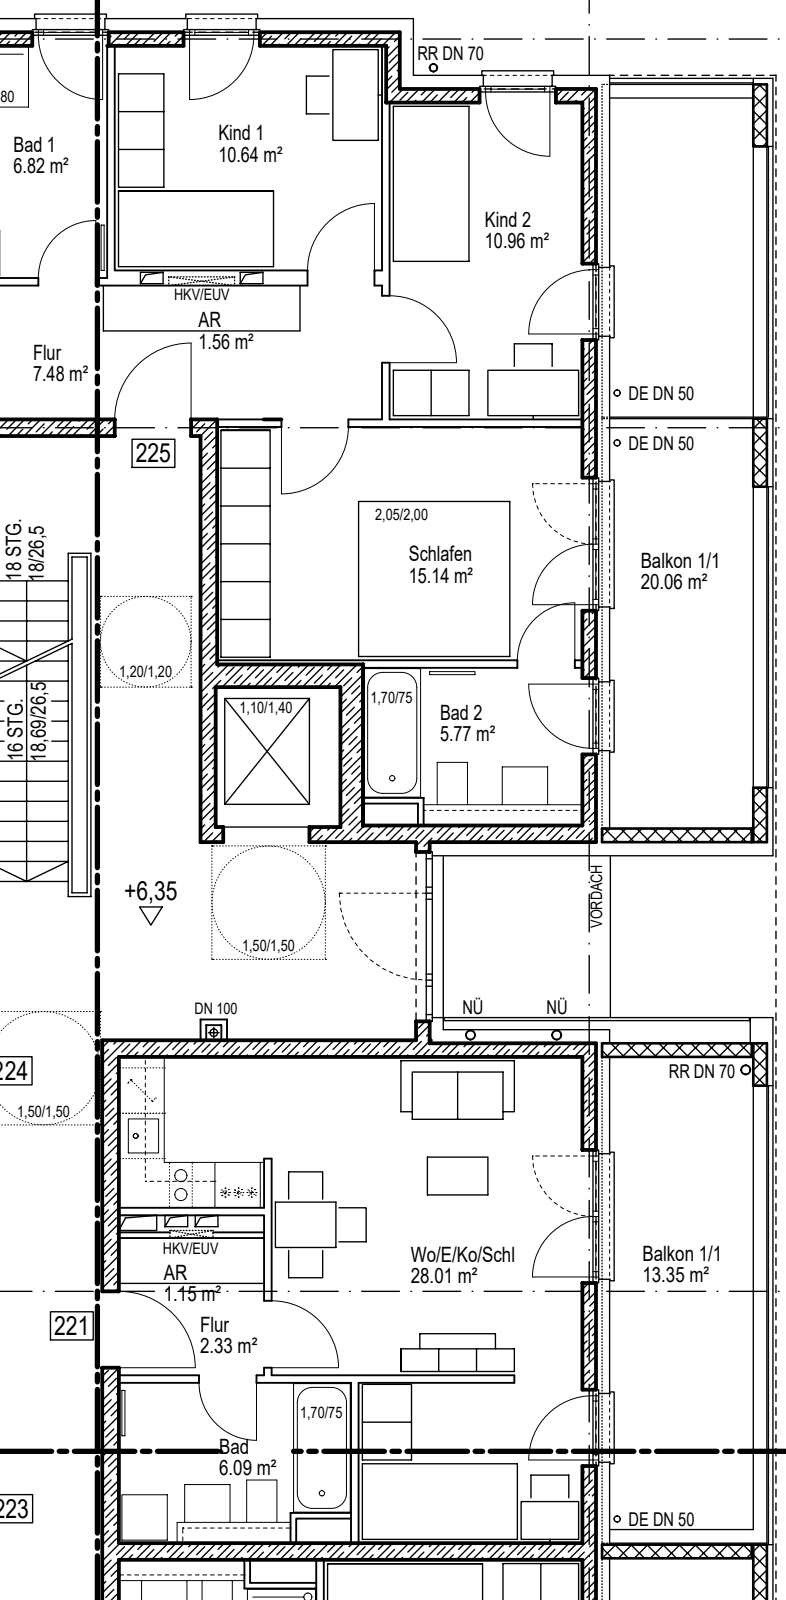 RR DN 70
80
Bad 1
6.82 m²
Kind 1
10.64 m²
Kind 2
10.96 m²
HKV/EUV
AR
1.56 m²
Flur
7.48 m²
DE DN 50
DE DN 50
225
18 STG.
18/26,5
2,05/2,00
Schlafen
15.14 m²
Balkon 1/1
20.06 m²
1,20/1,20
16 STG.
18,69/26,5
1,10/1,40
1,70/75
Bad 2
5.77 m²
+6,35
1,50/1,50
VORDACH
DN 100
NÜ
NÜ
224
1,50/1,50
RR DN 70
HKV/EUV
AR
1.15 m²
Wo/E/Ko/Schl
28.01 m²
Balkon 1/1
13.35 m²
221
Flur
2.33 m²
1,70/75
Bad
6.09 m²
223
DE DN 50